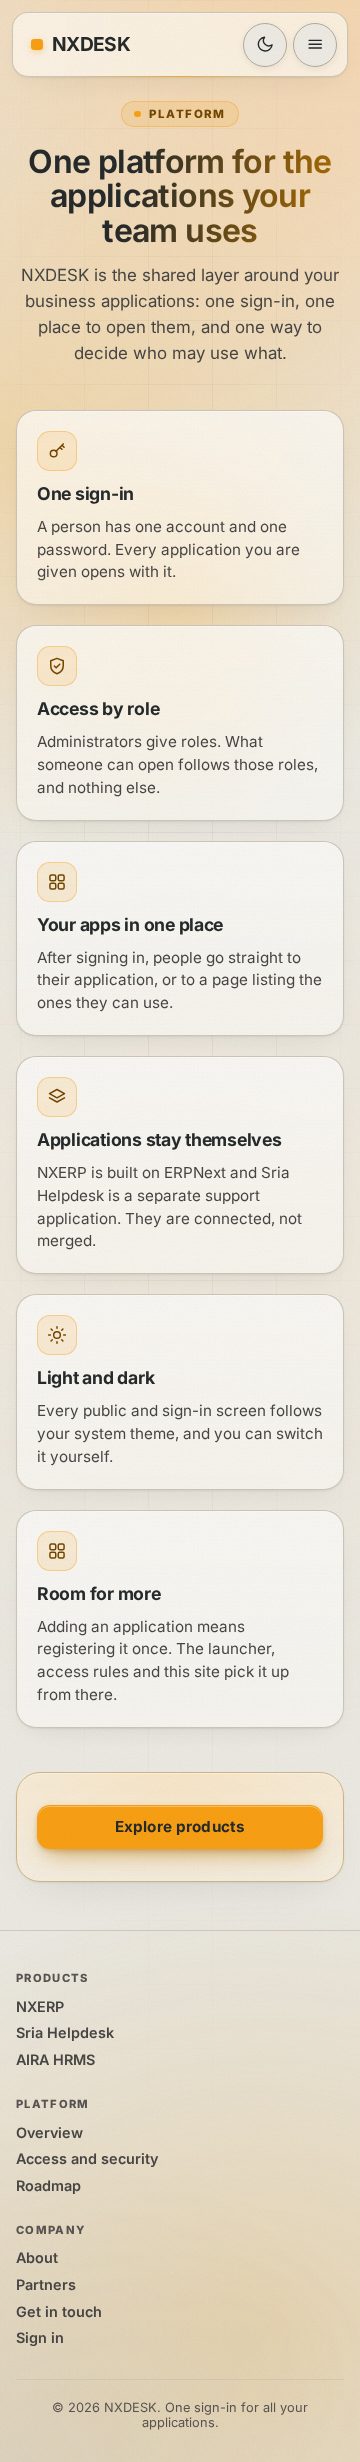 NXDESK
PLATFORM
One platform for the
applications your
team uses
NXDESK is the shared layer around your
business applications: one sign-in, one
place to open them, and one way to
decide who may use what.
One sign-in
A person has one account and one
password. Every application you are
given opens with it.
Access by role
Administrators give roles. What
someone can open follows those roles,
and nothing else.
Your apps in one place
After signing in, people go straight to
their application, or to a page listing the
ones they can use.
Applications stay themselves
NXERP is built on ERPNext and Sria
Helpdesk is a separate support
application. They are connected, not
merged.
Light and dark
Every public and sign-in screen follows
your system theme, and you can switch
it yourself.
Room for more
Adding an application means
registering it once. The launcher,
access rules and this site pick it up
from there.
Explore products
PRODUCTS
NXERP
Sria Helpdesk
AIRA HRMS
PLATFORM
Overview
Access and security
Roadmap
COMPANY
About
Partners
Get in touch
Sign in
© 2026 NXDESK. One sign-in for all your
applications.